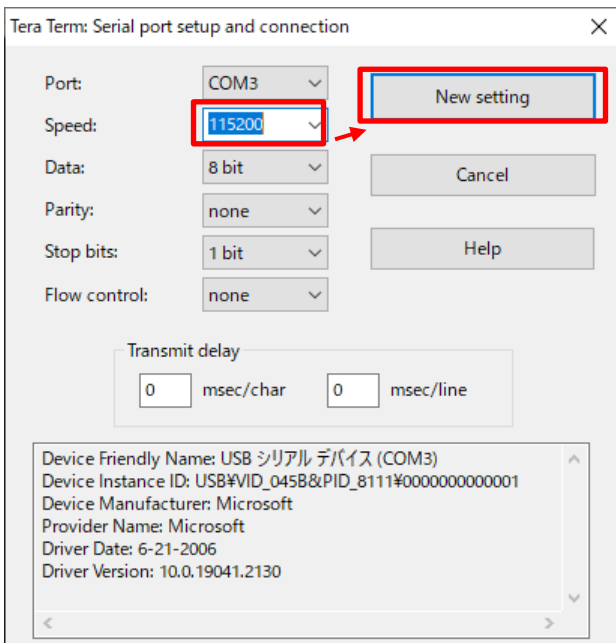 Tera Term: Serial port setup and connection
Port: COM3 New setting
Speed: 115200
Data: 8 bit Cancel
Parity: none
Stop bits: 1 bit Help
Flow control: none
Transmit delay
0 msec/char 0 msec/line
Device Friendly Name: USB シリアル デバイス (COM3)
Device Instance ID: USB¥VID_045B&PID_8111¥0000000000001
Device Manufacturer: Microsoft
Provider Name: Microsoft
Driver Date: 6-21-2006
Driver Version: 10.0.19041.2130